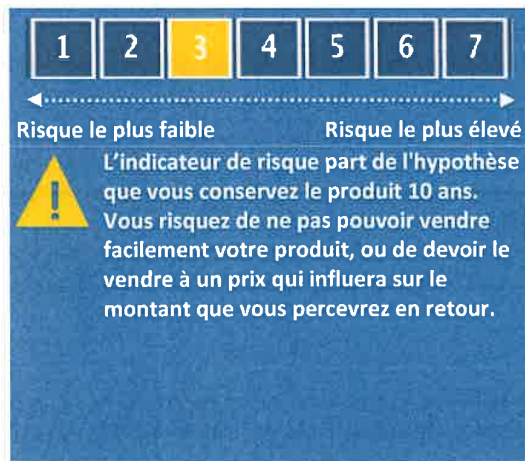 1 2 3 4 5 6 7
Risque le plus faible Risque le plus élevé
L'indicateur de risque part de l'hypothèse
que vous conservez le produit 10 ans.
Vous risquez de ne pas pouvoir vendre
facilement votre produit, ou de devoir le
vendre à un prix qui influera sur le
montant que vous percevrez en retour.